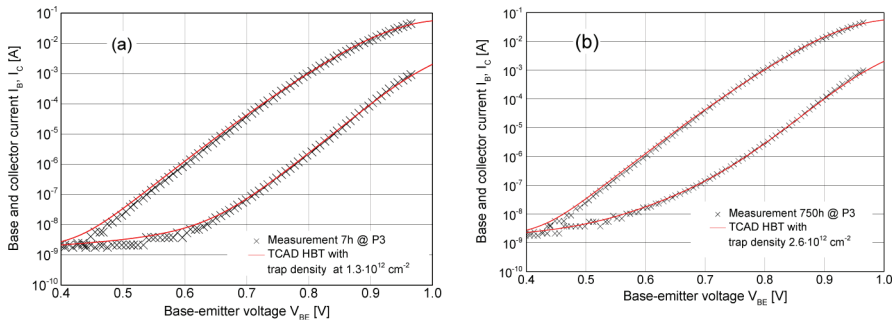 (a)
Base and collector current I_B, I_C [A]
10⁻¹
10⁻²
10⁻³
10⁻⁴
10⁻⁵
10⁻⁶
10⁻⁷
10⁻⁸
10⁻⁹
10⁻¹⁰
Measurement 7h @ P3
TCAD HBT with
trap density at 1.3·10¹² cm⁻²
0.4 0.5 0.6 0.7 0.8 0.9 1.0
Base-emitter voltage V_BE [V]
(b)
Base and collector current I_B, I_C [A]
10⁻¹
10⁻²
10⁻³
10⁻⁴
10⁻⁵
10⁻⁶
10⁻⁷
10⁻⁸
10⁻⁹
10⁻¹⁰
Measurement 750h @ P3
TCAD HBT with
trap density 2.6·10¹² cm⁻²
0.4 0.5 0.6 0.7 0.8 0.9 1.0
Base-emitter voltage V_BE [V]